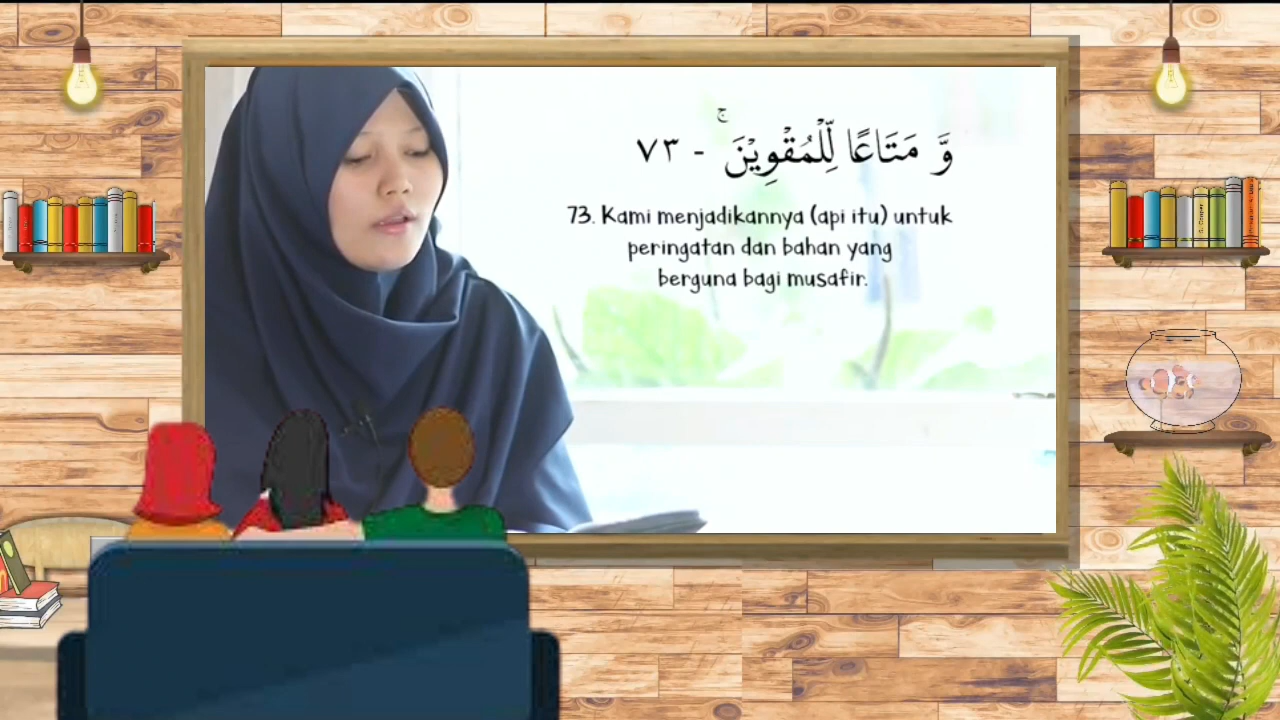 وَّ مَتَاعًا لِّلْمُقْوِيْنَ ۚ - ٧٣
73. Kami menjadikannya (api itu) untuk
peringatan dan bahan yang
berguna bagi musafir.